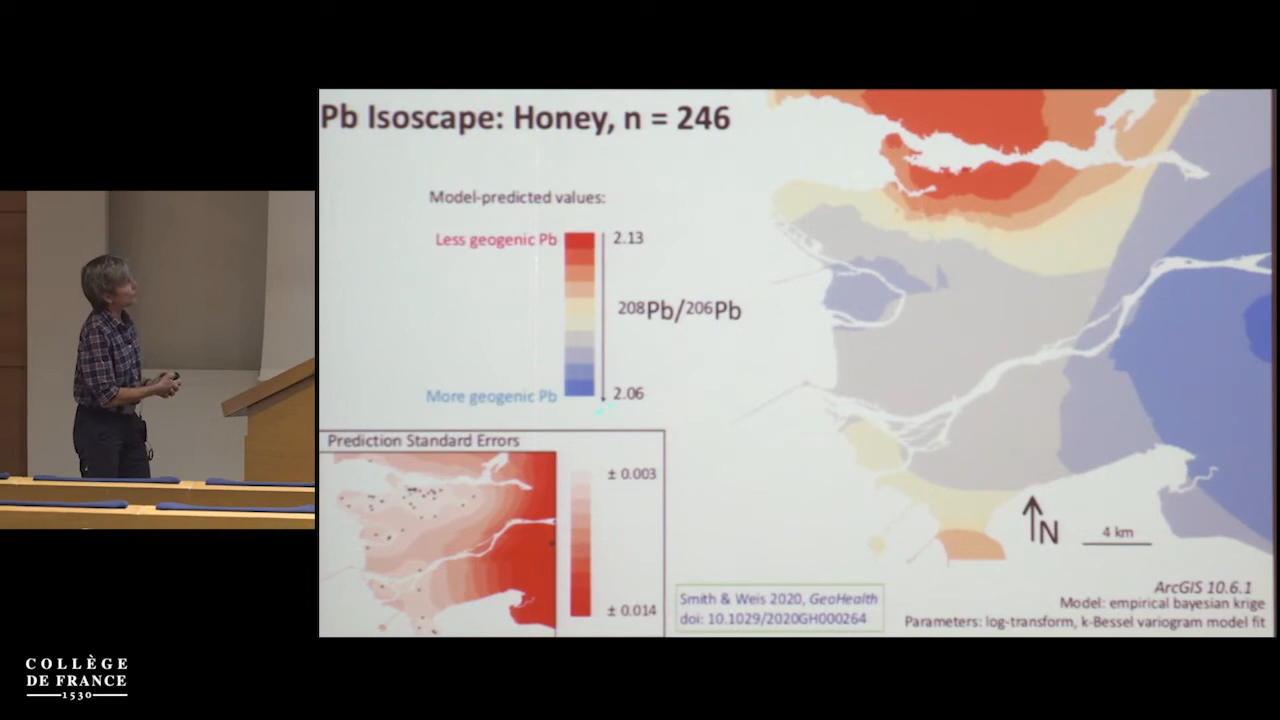 Pb Isoscape: Honey, n = 246
Model-predicted values:
Less geogenic Pb
2.13
208Pb/206Pb
More geogenic Pb
2.06
Prediction Standard Errors
± 0.003
± 0.014
N
4 km
Smith & Weis 2020, GeoHealth
doi: 10.1029/2020GH000264
ArcGIS 10.6.1
Model: empirical bayesian krige
Parameters: log-transform, k-Bessel variogram model fit
COLLÈGE
DE FRANCE
1530